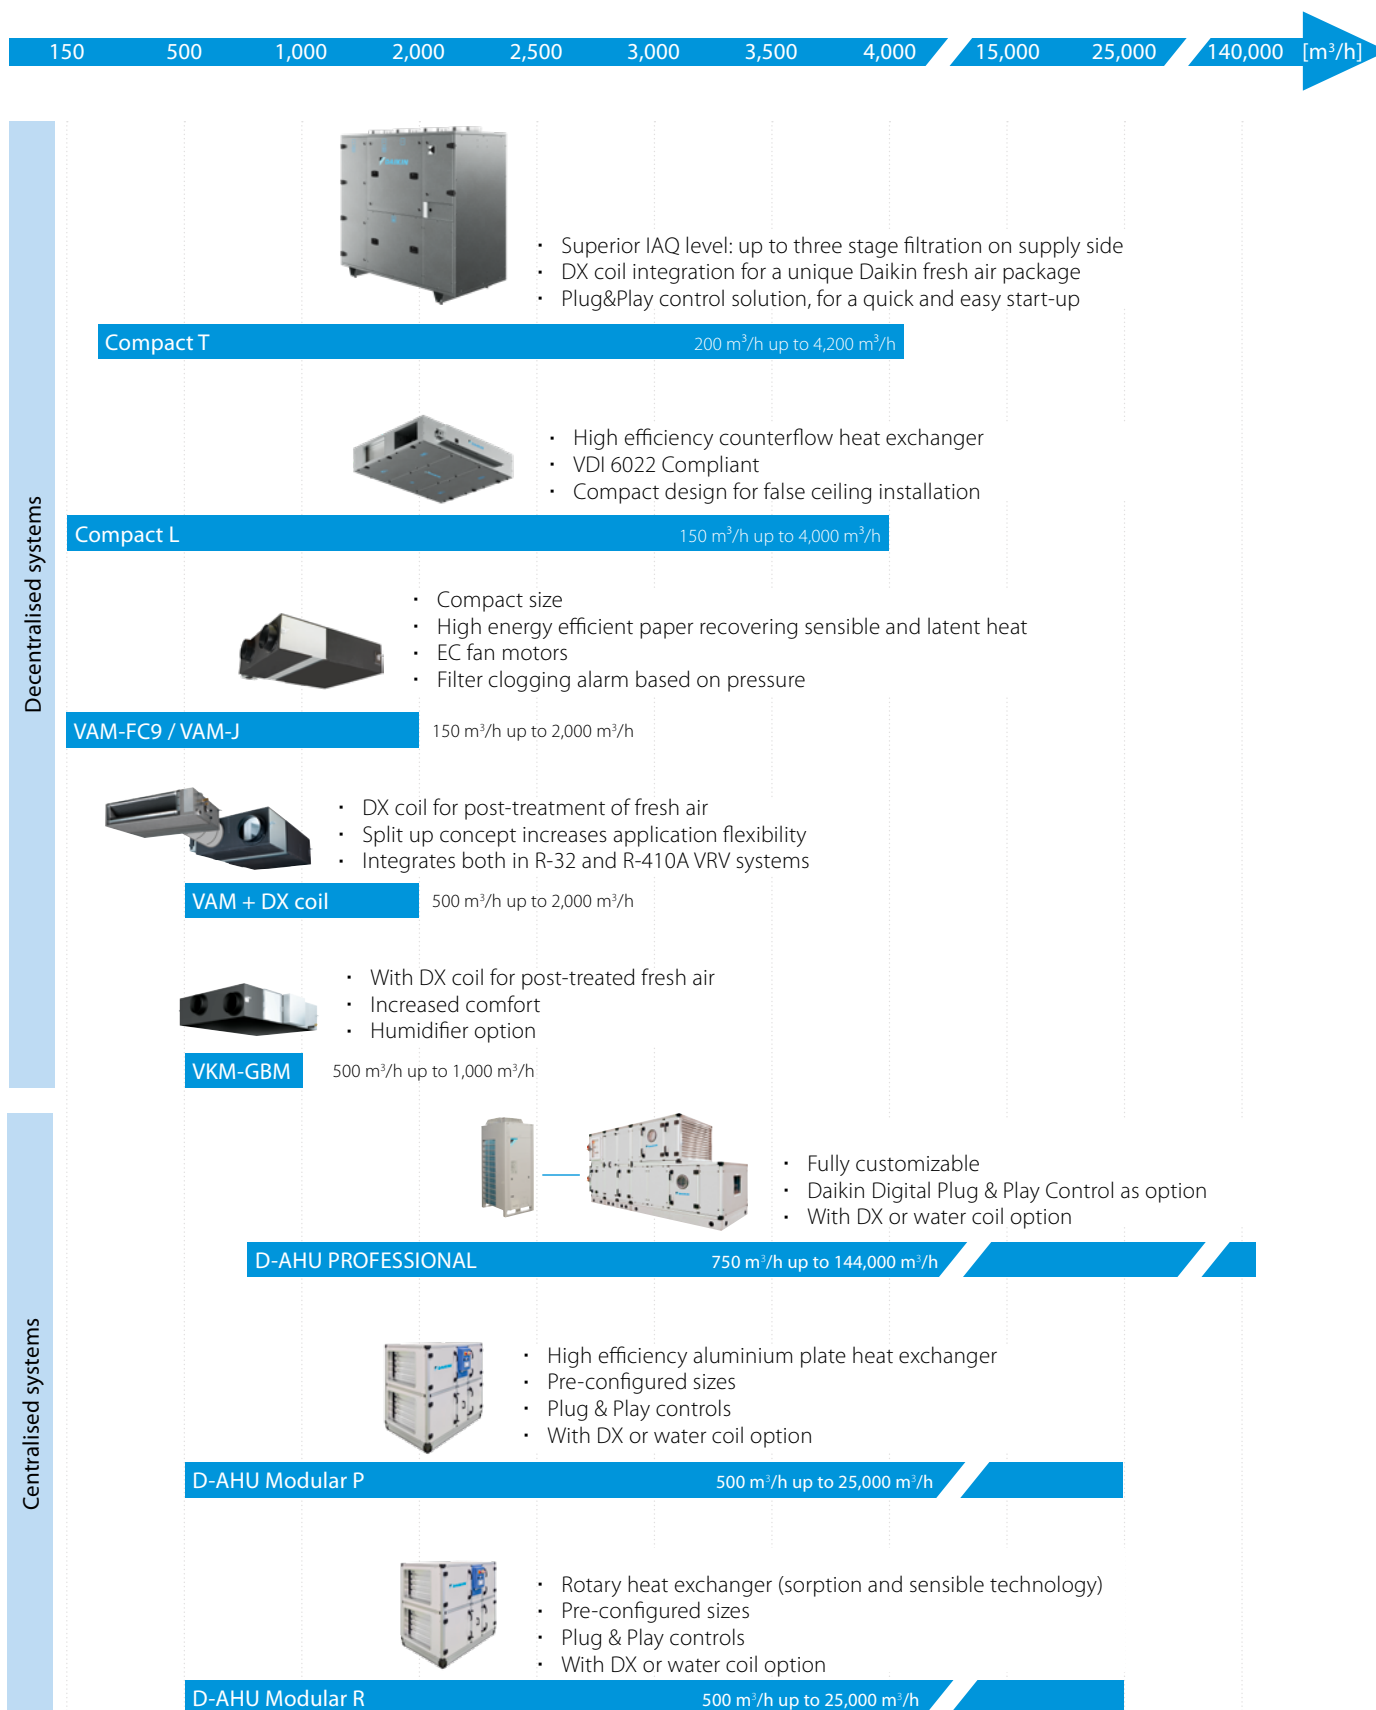 150 500 1,000 2,000 2,500 3,000 3,500 4,000 15,000 25,000 140,000 [m³/h]
Decentralised systems
DAIKIN
· Superior IAQ level: up to three stage filtration on supply side
· DX coil integration for a unique Daikin fresh air package
· Plug&Play control solution, for a quick and easy start-up
Compact T 200 m³/h up to 4,200 m³/h
· High efficiency counterflow heat exchanger
· VDI 6022 Compliant
· Compact design for false ceiling installation
Compact L 150 m³/h up to 4,000 m³/h
· Compact size
· High energy efficient paper recovering sensible and latent heat
· EC fan motors
· Filter clogging alarm based on pressure
VAM-FC9 / VAM-J 150 m³/h up to 2,000 m³/h
· DX coil for post-treatment of fresh air
· Split up concept increases application flexibility
· Integrates both in R-32 and R-410A VRV systems
VAM + DX coil 500 m³/h up to 2,000 m³/h
· With DX coil for post-treated fresh air
· Increased comfort
· Humidifier option
VKM-GBM 500 m³/h up to 1,000 m³/h
Centralised systems
· Fully customizable
· Daikin Digital Plug & Play Control as option
· With DX or water coil option
D-AHU PROFESSIONAL 750 m³/h up to 144,000 m³/h
· High efficiency aluminium plate heat exchanger
· Pre-configured sizes
· Plug & Play controls
· With DX or water coil option
D-AHU Modular P 500 m³/h up to 25,000 m³/h
· Rotary heat exchanger (sorption and sensible technology)
· Pre-configured sizes
· Plug & Play controls
· With DX or water coil option
D-AHU Modular R 500 m³/h up to 25,000 m³/h